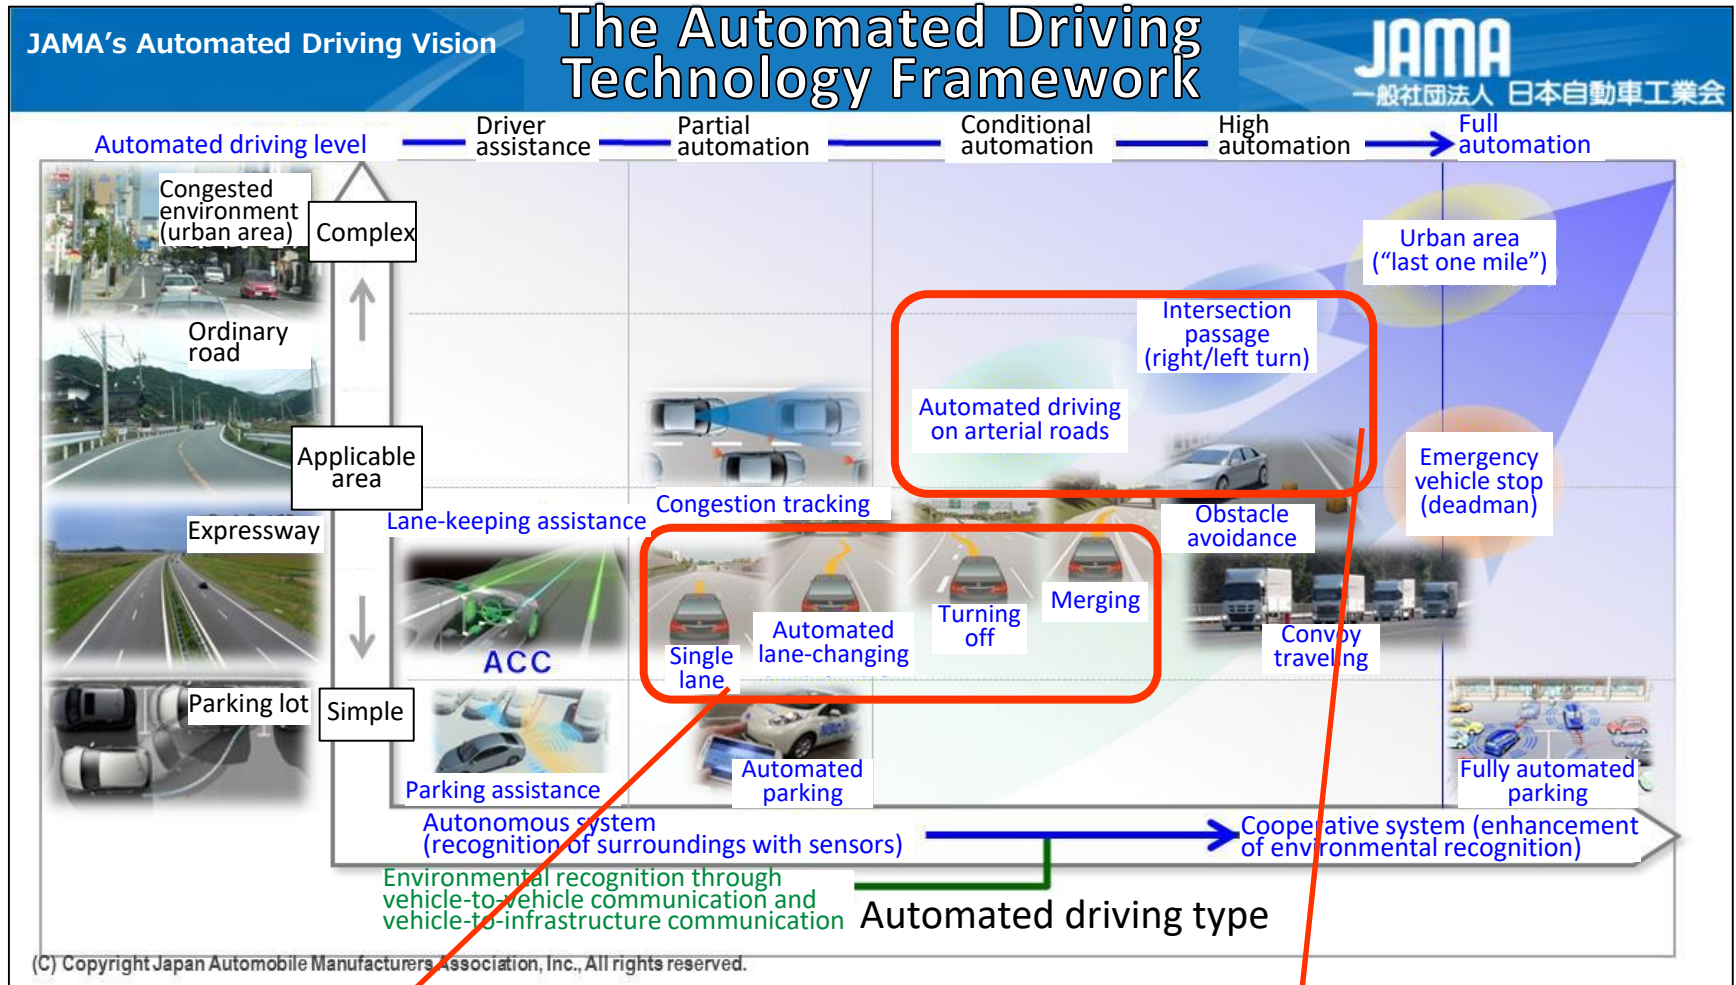 JAMA’s Automated Driving Vision
The Automated Driving
Technology Framework
JAMA
一般社団法人 日本自動車工業会
Automated driving level
Driver
assistance
Partial
automation
Conditional
automation
High
automation
Full
automation
Congested
environment
(urban area)
Complex
Ordinary
road
Applicable
area
Expressway
Parking lot
Simple
Urban area
(“last one mile”)
Intersection
passage
(right/left turn)
Automated driving
on arterial roads
Emergency
vehicle stop
(deadman)
Lane-keeping assistance
Congestion tracking
Obstacle
avoidance
ACC
Single
lane
Automated
lane-changing
Turning
off
Merging
Convoy
traveling
Parking assistance
Automated
parking
Fully automated
parking
Autonomous system
(recognition of surroundings with sensors)
Cooperative system (enhancement
of environmental recognition)
Environmental recognition through
vehicle-to-vehicle communication and
vehicle-to-infrastructure communication
Automated driving type
(C) Copyright Japan Automobile Manufacturers Association, Inc., All rights reserved.